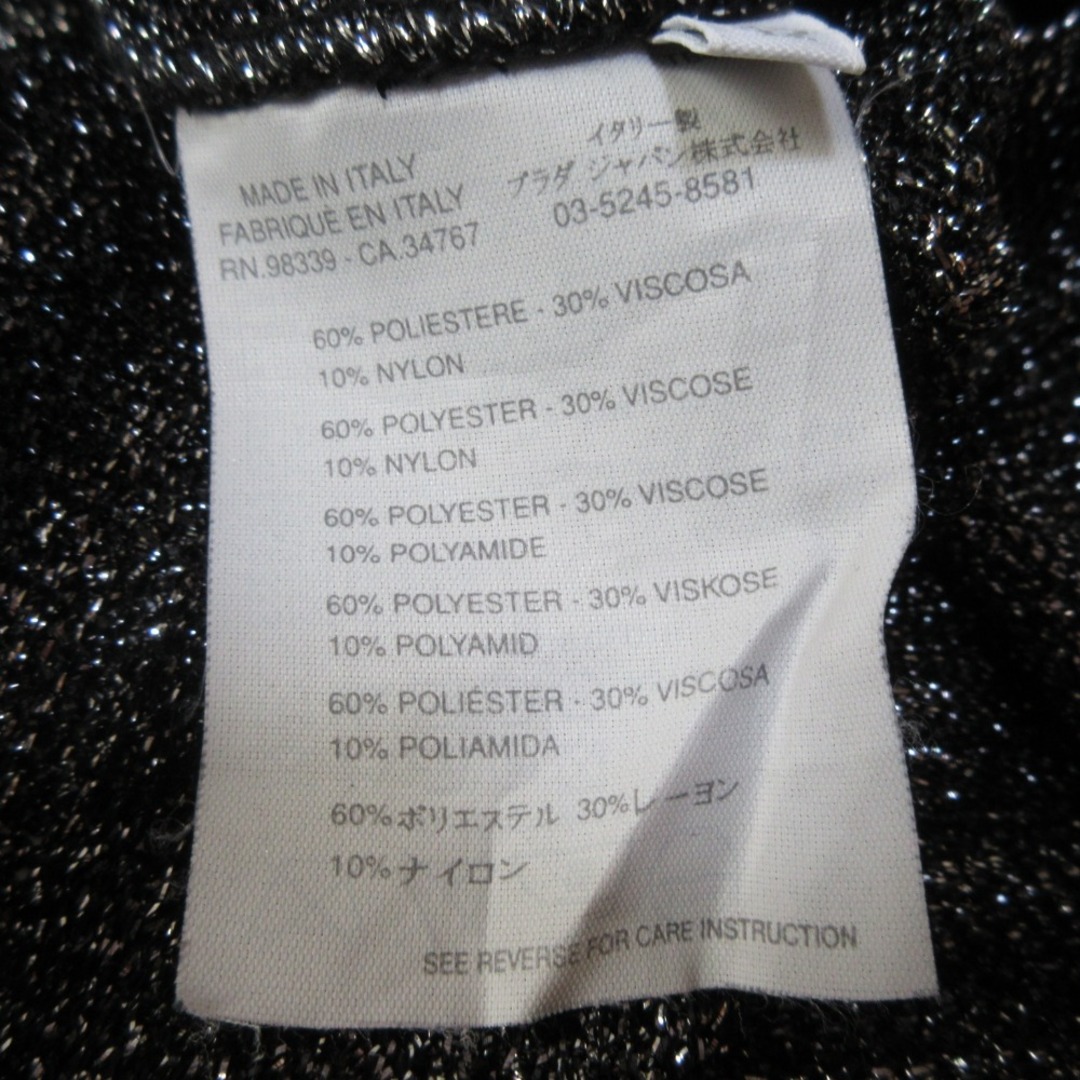 MADE IN ITALY
FABRIQUÉ EN ITALY
RN.98339 - CA.34767
イタリー製
プラダ ジャパン株式会社
03-5245-8581
60% POLIESTERE - 30% VISCOSA
10% NYLON
60% POLYESTER - 30% VISCOSE
10% NYLON
60% POLYESTER - 30% VISCOSE
10% POLYAMIDE
60% POLYESTER - 30% VISKOSE
10% POLYAMID
60% POLIÉSTER - 30% VISCOSA
10% POLIAMIDA
60%ポリエステル 30%レーヨン
10%ナイロン
SEE REVERSE FOR CARE INSTRUCTION